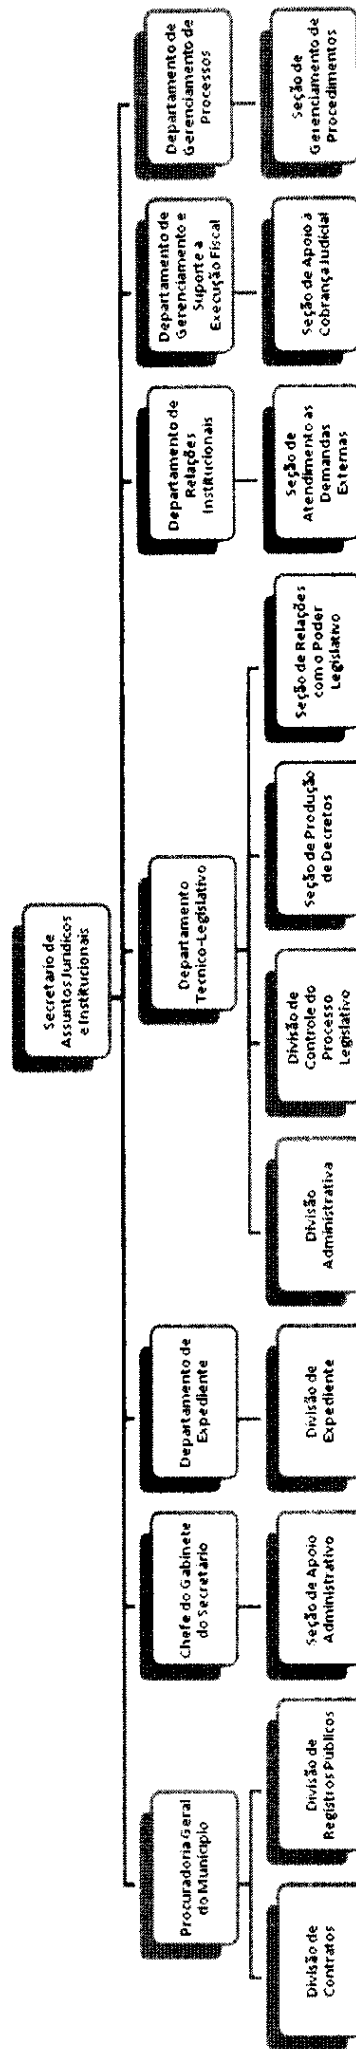 Secretario de
Assuntos Jurídicos
e Institucionais
Procuradoria Geral
do Município
Chefe do Gabinete
do Secretario
Departamento de
Expediente
Departamento
Tecnico-Legislativo
Departamento de
Relações
Institucionais
Departamento de
Gerenciamento e
Suporte a
Execução Fiscal
Departamento de
Gerenciamento de
Processos
Divisão de
Contratos
Divisão de
Registros Públicos
Seção de Apoio
Administrativo
Divisão de
Expediente
Divisão
Administrativa
Divisão de
Controle do
Processo
Legislativo
Seção de Produção
de Decretos
Seção de Relações
com o Poder
Legislativo
Seção de
Atendimento as
Demandas
Externas
Seção de Apoio à
Cobrança Judicial
Seção de
Gerenciamento de
Procedimentos